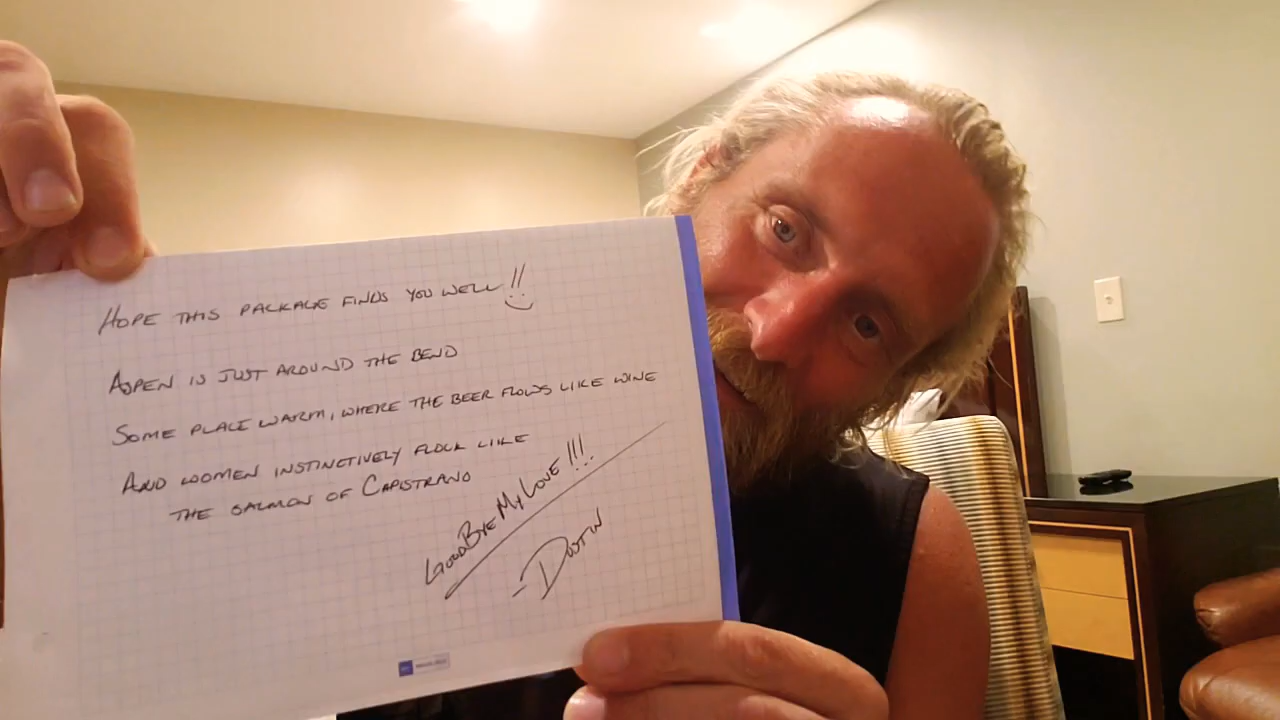 HOPE THIS PACKAGE FINDS YOU WELL!!
ASPEN IS JUST AROUND THE BEND
SOME PLACE WARM, WHERE THE BEER FLOWS LIKE WINE
AND WOMEN INSTINCTIVELY FLOCK LIKE
THE SALMON OF CAPISTRANO
GOODBYE MY LOVE!!!
-DUSTIN